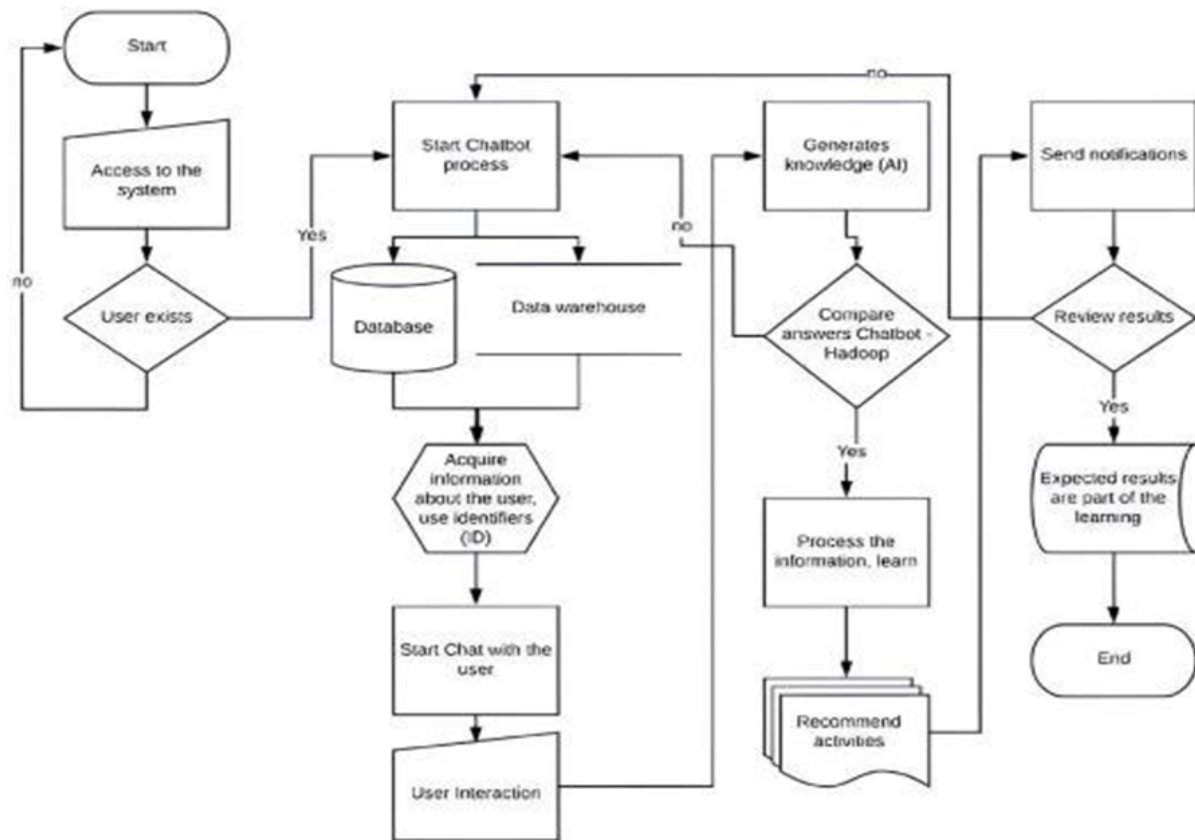 Start
Access to the
system
User exists
no
Yes
Start Chatbot
process
Database
Data warehouse
Acquire
information
about the user,
use identifiers
(ID)
Start Chat with the
user
User Interaction
Generates
knowledge (AI)
no
Compare
answers Chatbot -
Hadoop
Yes
Process the
information, learn
Recommend
activities
no
Send notifications
Review results
Yes
Expected results
are part of the
learning
End